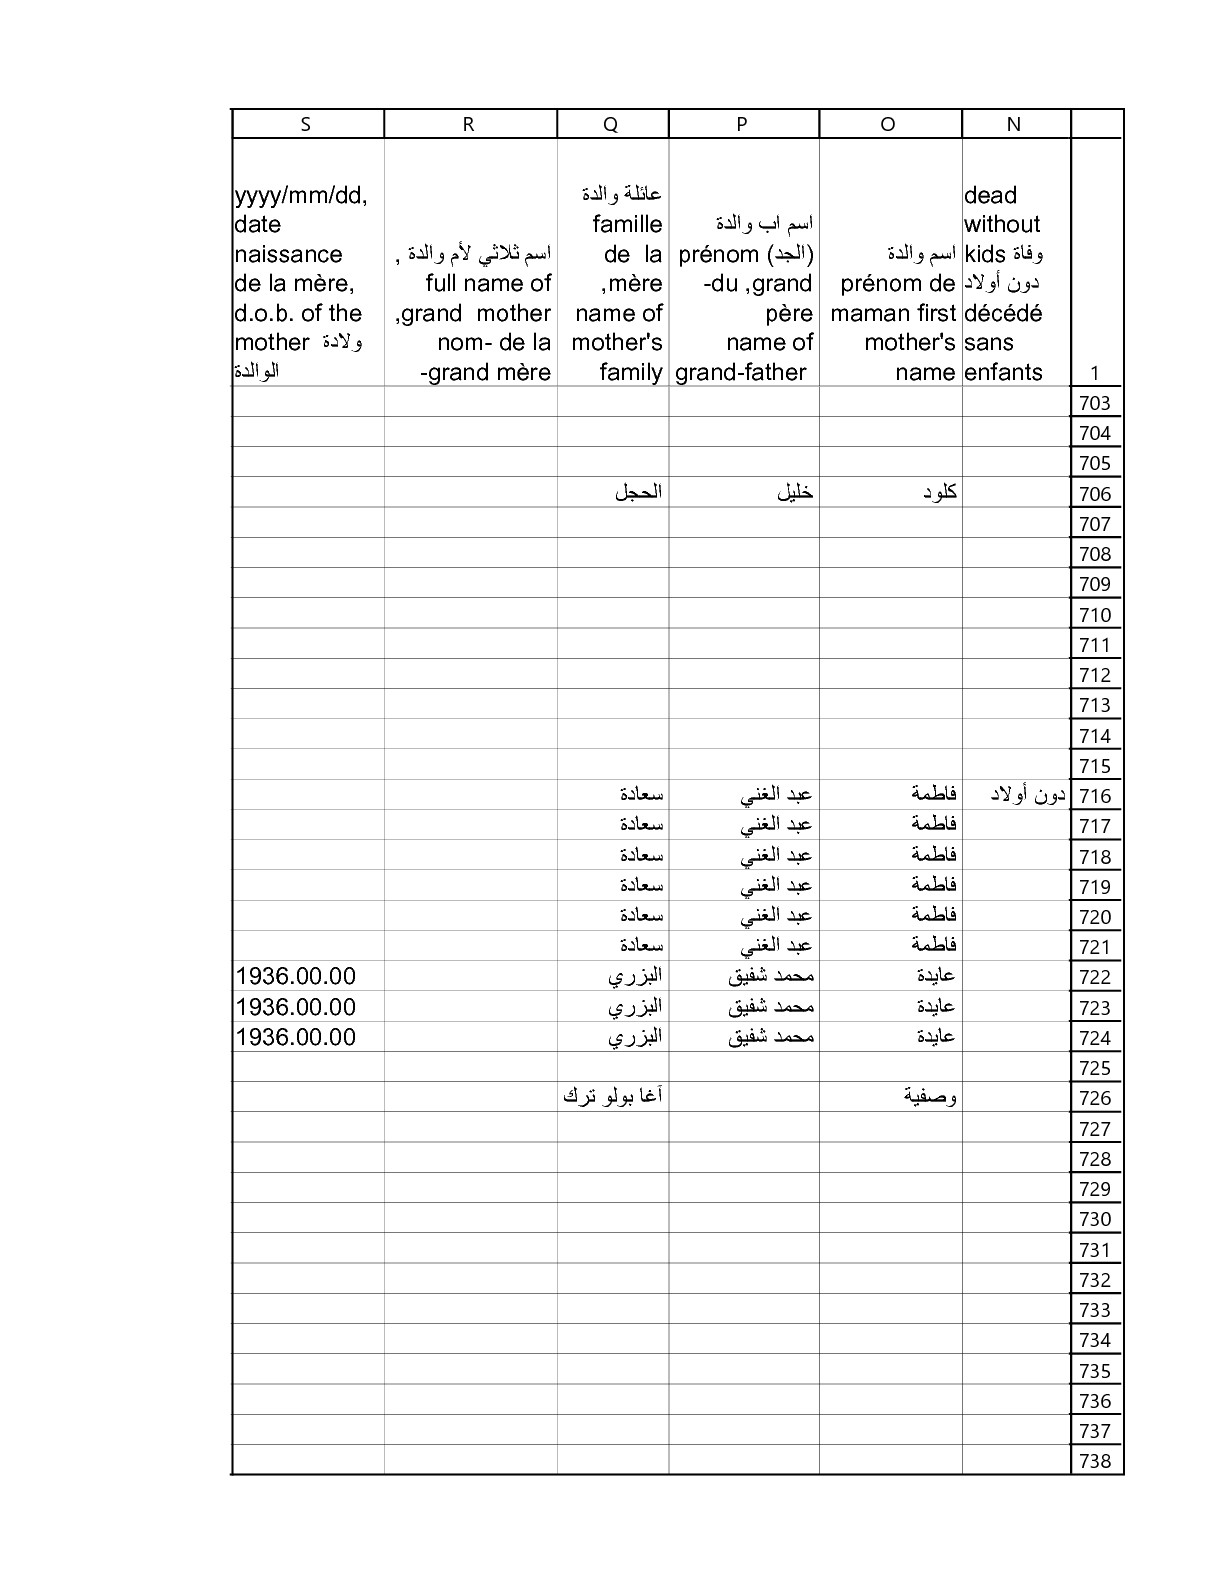 S R Q P O N
yyyy/mm/dd,
date
naissance
de la mère,
d.o.b. of the
mother ولادة
الوالدة
اسم ثلاثي لأم والدة ,
full name of
grand mother,
nom- de la
grand mère-
عائلة والدة
famille
de la
mère,
name of
mother's
family
اسم اب والدة
(الجد) prénom
du ,grand-
père
name of
grand-father
اسم والدة
prénom de
maman first
mother's
name
dead
without
kids وفاة
دون أولاد
décédé
sans
enfants
1
703
704
705
الحجل خليل كلود 706
707
708
709
710
711
712
713
714
715
سعادة عبد الغني فاطمة دون أولاد 716
سعادة عبد الغني فاطمة 717
سعادة عبد الغني فاطمة 718
سعادة عبد الغني فاطمة 719
سعادة عبد الغني فاطمة 720
سعادة عبد الغني فاطمة 721
1936.00.00 البزري محمد شفيق عايدة 722
1936.00.00 البزري محمد شفيق عايدة 723
1936.00.00 البزري محمد شفيق عايدة 724
725
آغا بولو ترك وصفية 726
727
728
729
730
731
732
733
734
735
736
737
738